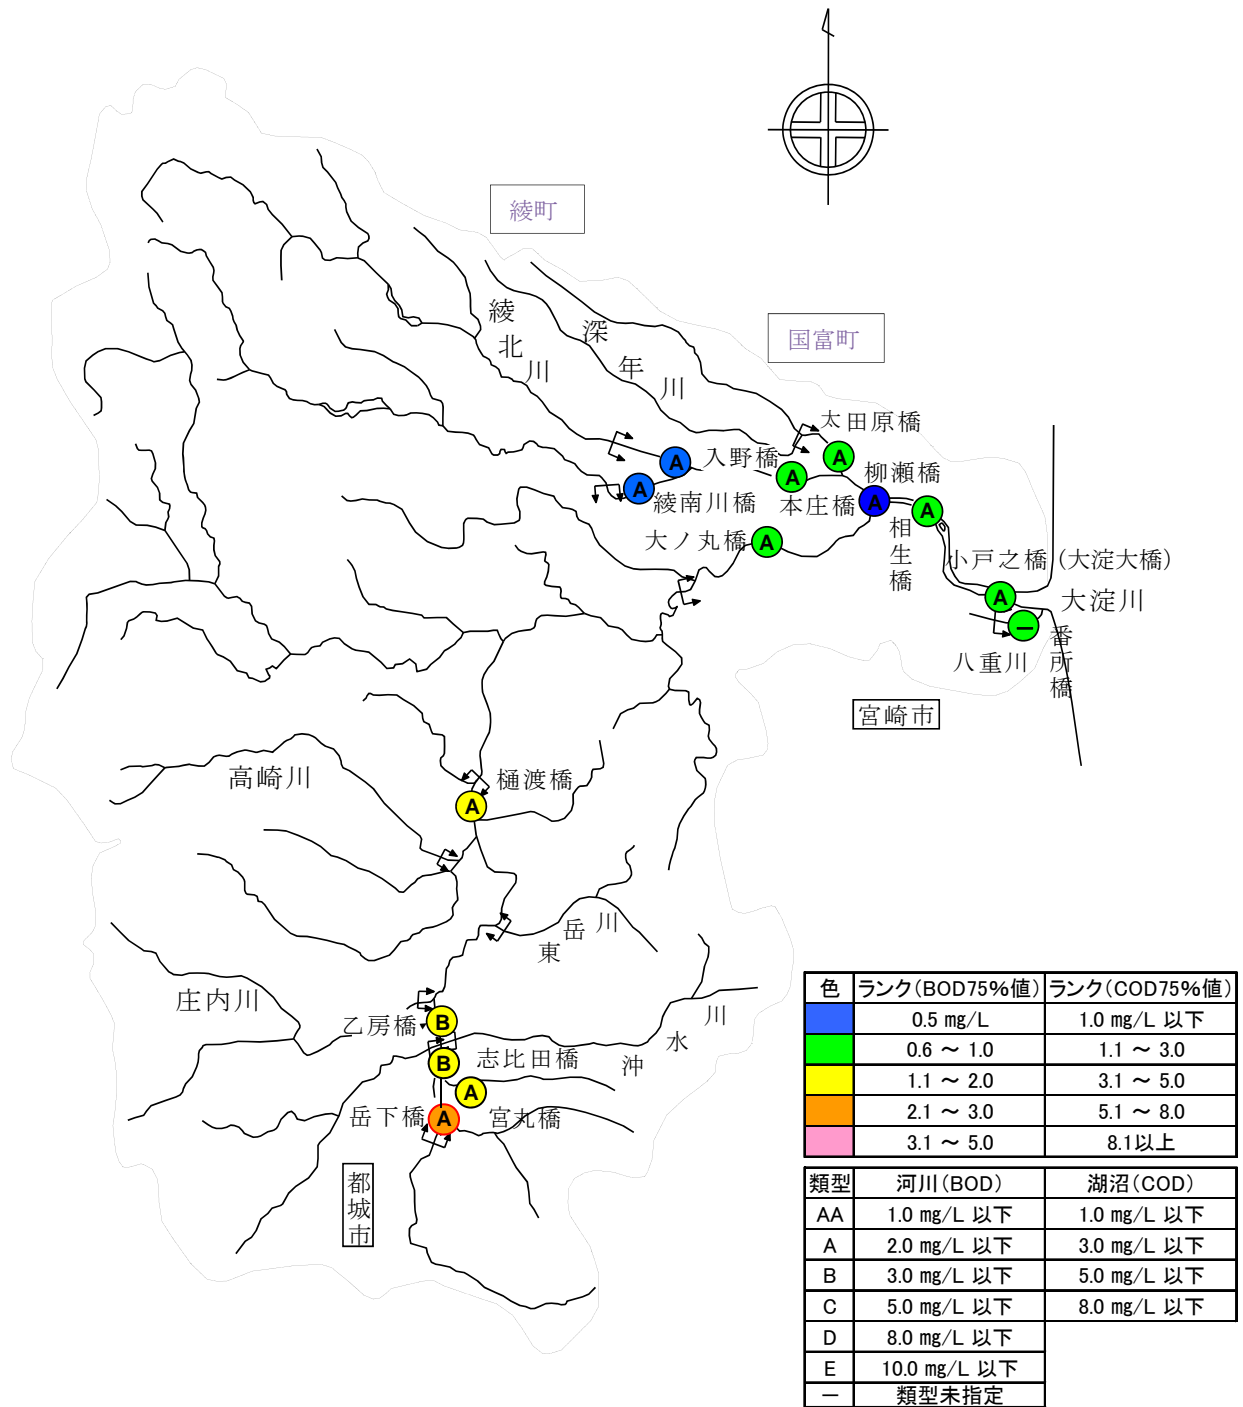 綾町
国富町
綾北川
深年川
太田原橋
入野橋
柳瀬橋
綾南川橋
本庄橋
相生橋
大ノ丸橋
小戸之橋(大淀大橋)
大淀川
八重川
番所橋
宮崎市
高崎川
樋渡橋
東岳川
庄内川
乙房橋
志比田橋
沖水川
岳下橋
宮丸橋
都城市
A
A
A
A
A
A
A
A
—
A
B
B
A
A
色 ランク(BOD75%値) ランク(COD75%値)
0.5 mg/L 1.0 mg/L 以下
0.6 ~ 1.0 1.1 ~ 3.0
1.1 ~ 2.0 3.1 ~ 5.0
2.1 ~ 3.0 5.1 ~ 8.0
3.1 ~ 5.0 8.1以上
類型 河川(BOD) 湖沼(COD)
AA 1.0 mg/L 以下 1.0 mg/L 以下
A 2.0 mg/L 以下 3.0 mg/L 以下
B 3.0 mg/L 以下 5.0 mg/L 以下
C 5.0 mg/L 以下 8.0 mg/L 以下
D 8.0 mg/L 以下
E 10.0 mg/L 以下
— 類型未指定